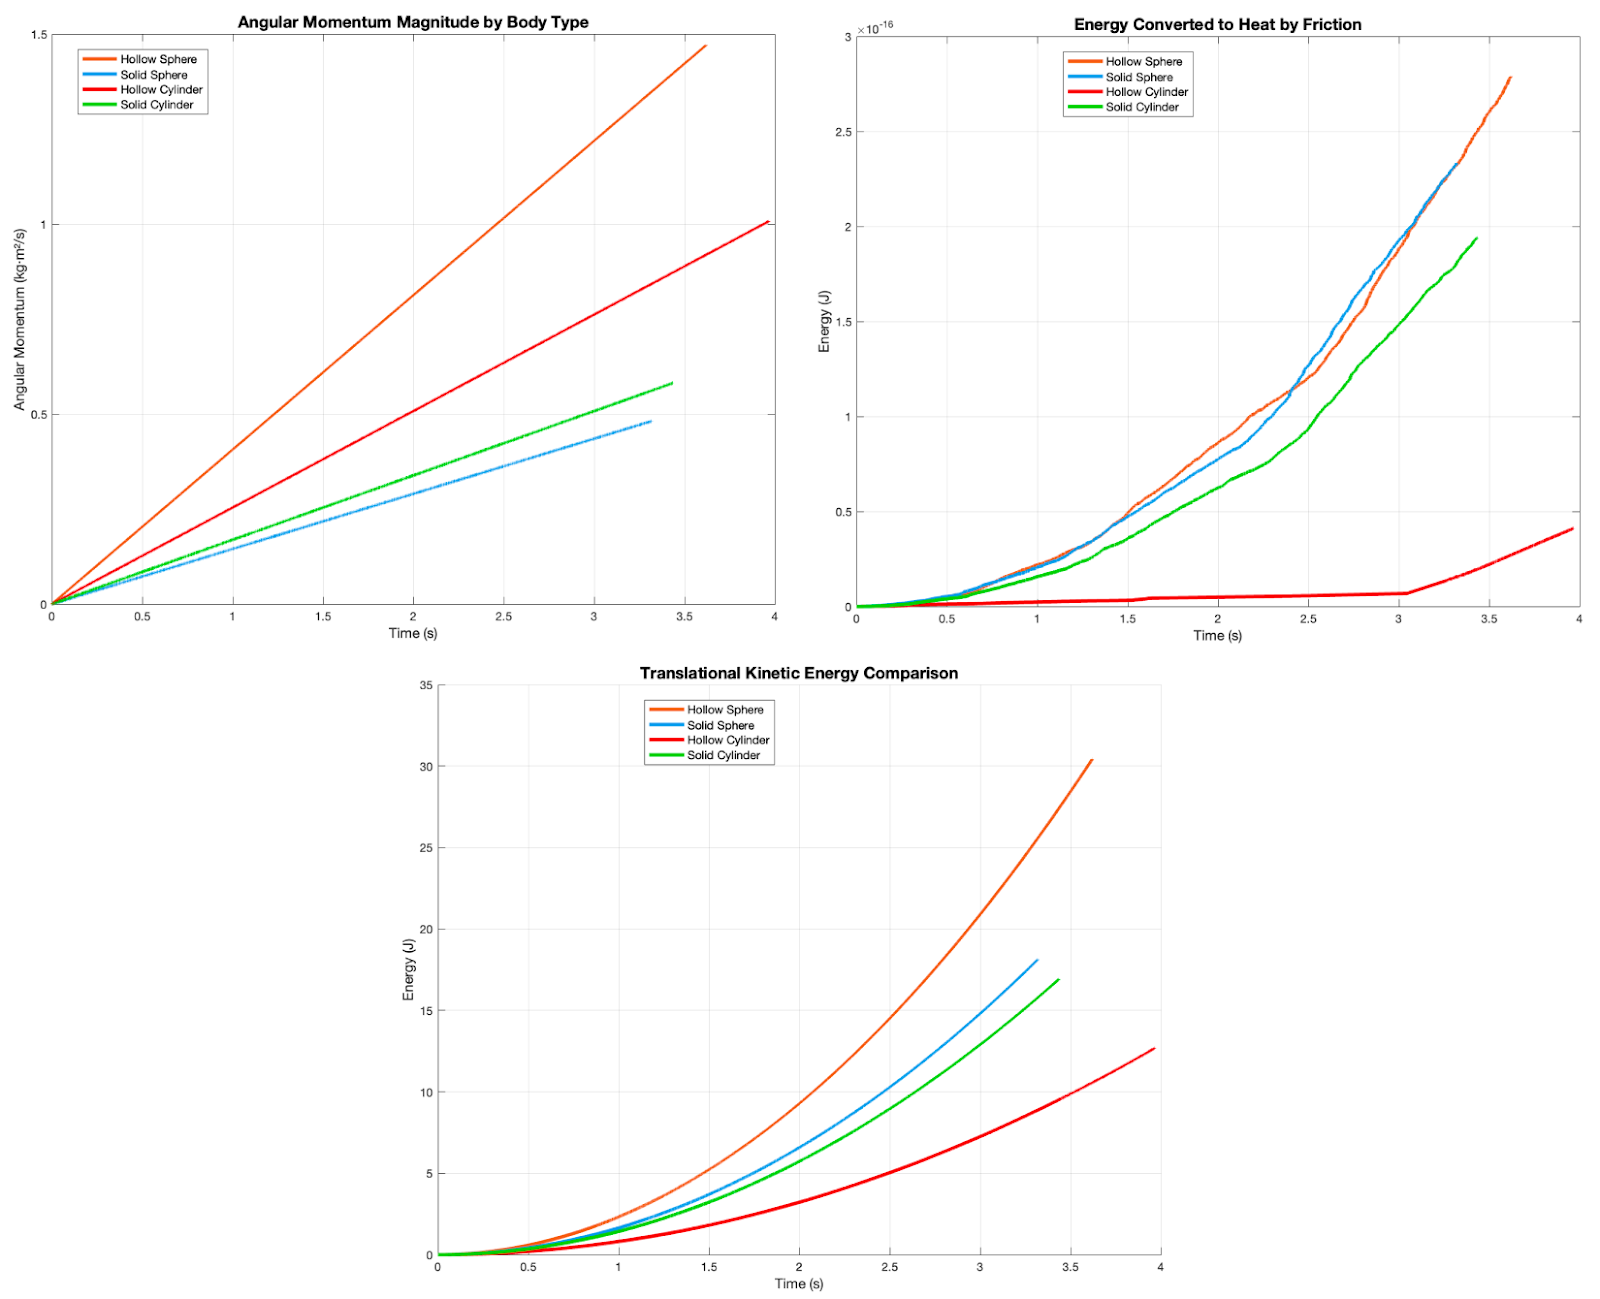 Angular Momentum Magnitude by Body Type
Hollow Sphere
Solid Sphere
Hollow Cylinder
Solid Cylinder
1.5
1
0.5
0
Angular Momentum (kg·m²/s)
0 0.5 1 1.5 2 2.5 3 3.5 4
Time (s)
Energy Converted to Heat by Friction
×10⁻¹⁶
Hollow Sphere
Solid Sphere
Hollow Cylinder
Solid Cylinder
3
2.5
2
1.5
1
0.5
0
Energy (J)
0 0.5 1 1.5 2 2.5 3 3.5 4
Time (s)
Translational Kinetic Energy Comparison
Hollow Sphere
Solid Sphere
Hollow Cylinder
Solid Cylinder
35
30
25
20
15
10
5
0
Energy (J)
0 0.5 1 1.5 2 2.5 3 3.5 4
Time (s)